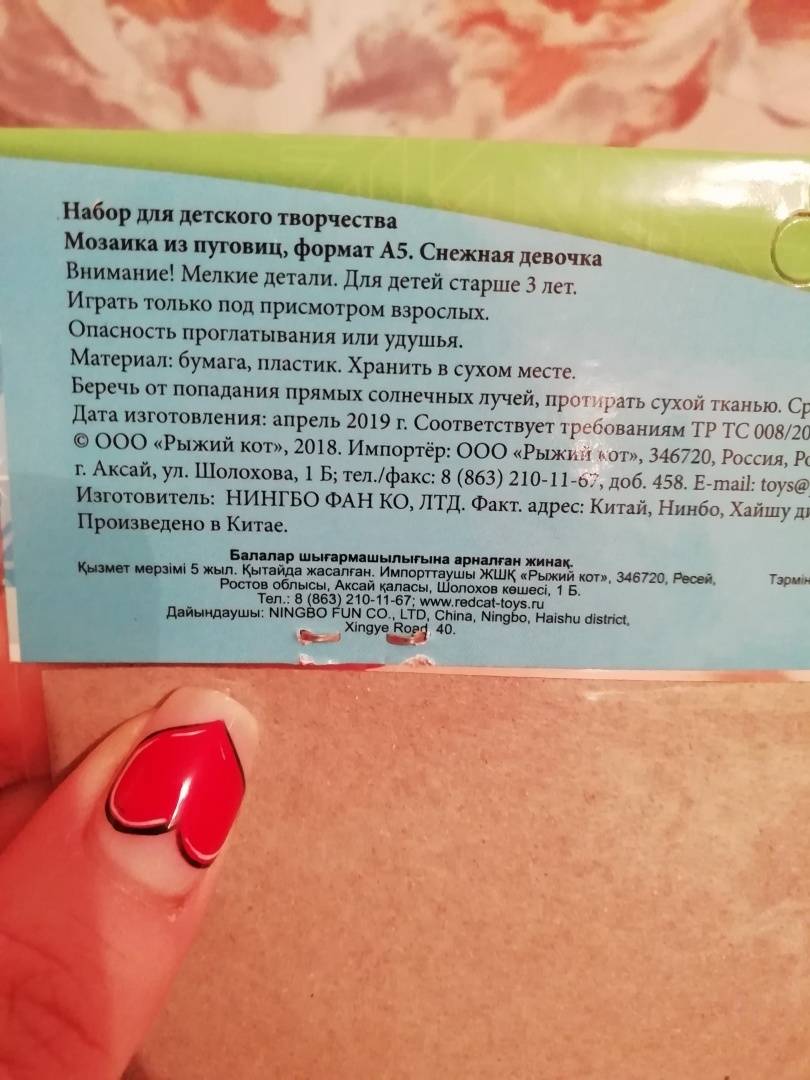 Набор для детского творчества
Мозаика из пуговиц, формат А5. Снежная девочка
Внимание! Мелкие детали. Для детей старше 3 лет.
Играть только под присмотром взрослых.
Опасность проглатывания или удушья.
Материал: бумага, пластик. Хранить в сухом месте.
Беречь от попадания прямых солнечных лучей, протирать сухой тканью.
Дата изготовления: апрель 2019 г. Соответствует требованиям ТР ТС 008/20
© ООО «Рыжий кот», 2018. Импортёр: ООО «Рыжий кот», 346720, Россия,
г. Аксай, ул. Шолохова, 1 Б; тел./факс: 8 (863) 210-11-67, доб. 458. E-mail: toys@
Изготовитель: НИНГБО ФАН КО, ЛТД. Факт. адрес: Китай, Нинбо, Хайшу
Произведено в Китае.
Балалар шығармашылығына арналған жинақ.
Қызмет мерзімі 5 жыл. Қытайда жасалған. Импорттаушы ЖШҚ «Рыжий кот», 346720, Ресей,
Ростов облысы, Аксай қаласы, Шолохов көшесі, 1 Б.
Тел.: 8 (863) 210-11-67; www.redcat-toys.ru
Дайындаушы: NINGBO FUN CO., LTD, China, Ningbo, Haishu district,
Xingye Road, 40.